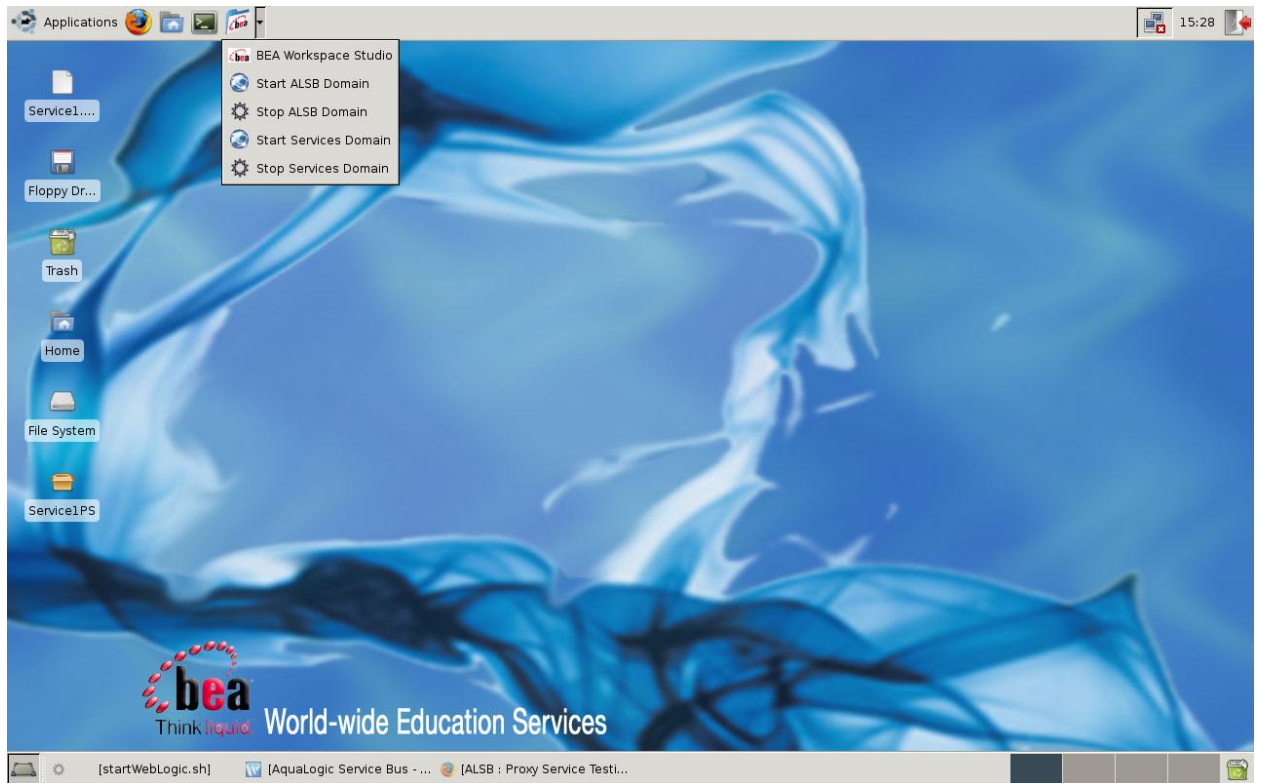 Applications
15:28
BEA Workspace Studio
Start ALSB Domain
Stop ALSB Domain
Start Services Domain
Stop Services Domain
Service1....
Floppy Dr...
Trash
Home
File System
Service1PS
bea
Think liquid.
World-wide Education Services
[startWebLogic.sh]
[AquaLogic Service Bus - ...
[ALSB : Proxy Service Testi...